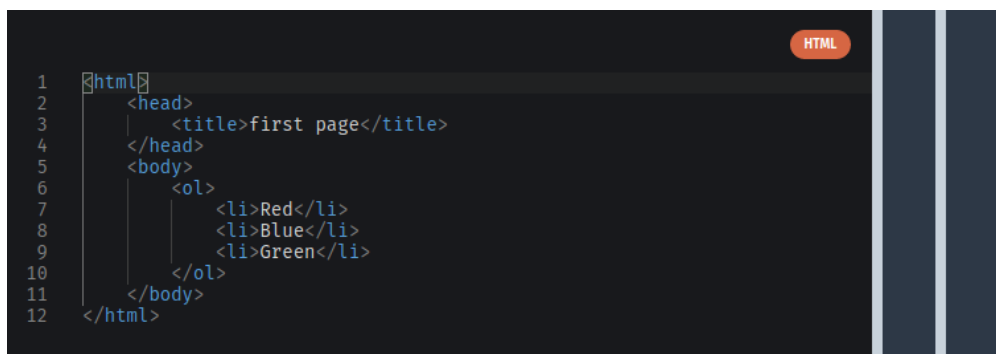 HTML
1 <html>
2 <head>
3 <title>first page</title>
4 </head>
5 <body>
6 <ol>
7 <li>Red</li>
8 <li>Blue</li>
9 <li>Green</li>
10 </ol>
11 </body>
12 </html>